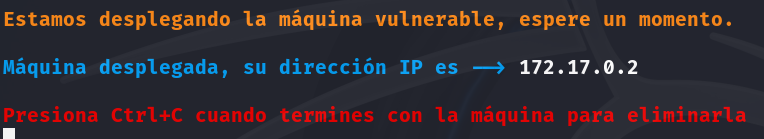 Estamos desplegando la máquina vulnerable, espere un momento.
Máquina desplegada, su dirección IP es --> 172.17.0.2
Presiona Ctrl+C cuando termines con la máquina para eliminarla